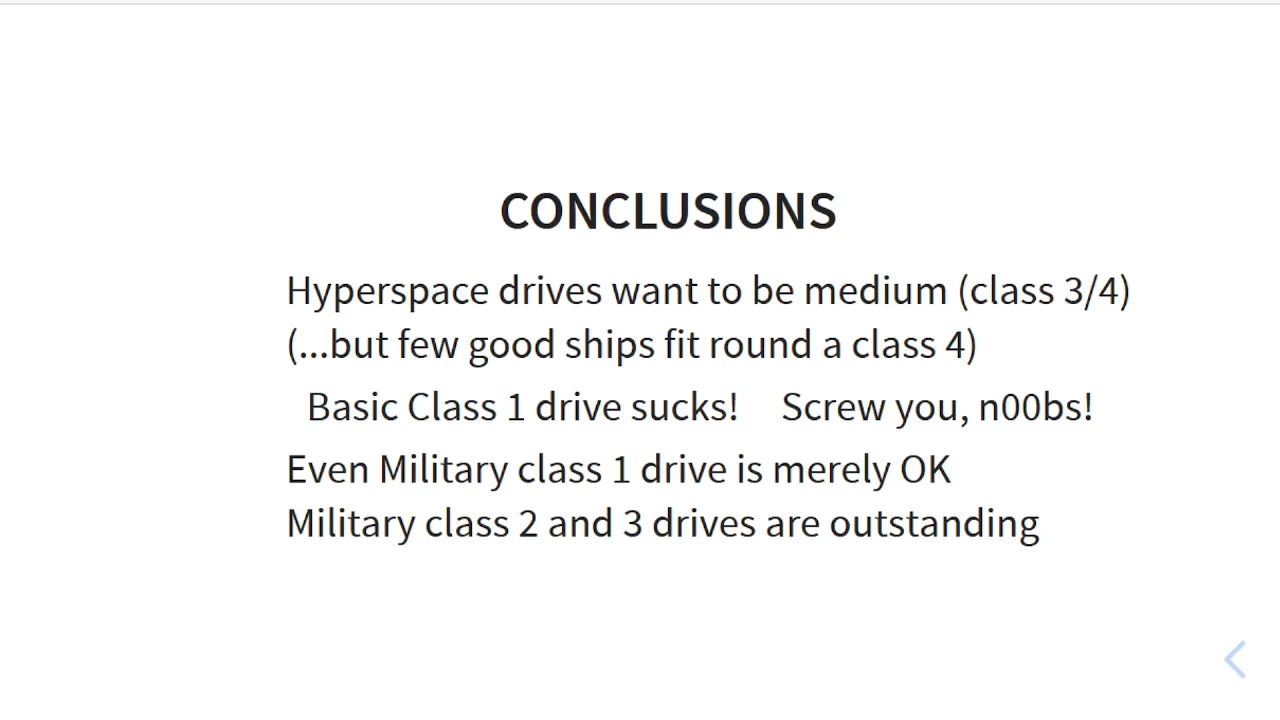 CONCLUSIONS
Hyperspace drives want to be medium (class 3/4)
(...but few good ships fit round a class 4)
Basic Class 1 drive sucks! Screw you, n00bs!
Even Military class 1 drive is merely OK
Military class 2 and 3 drives are outstanding